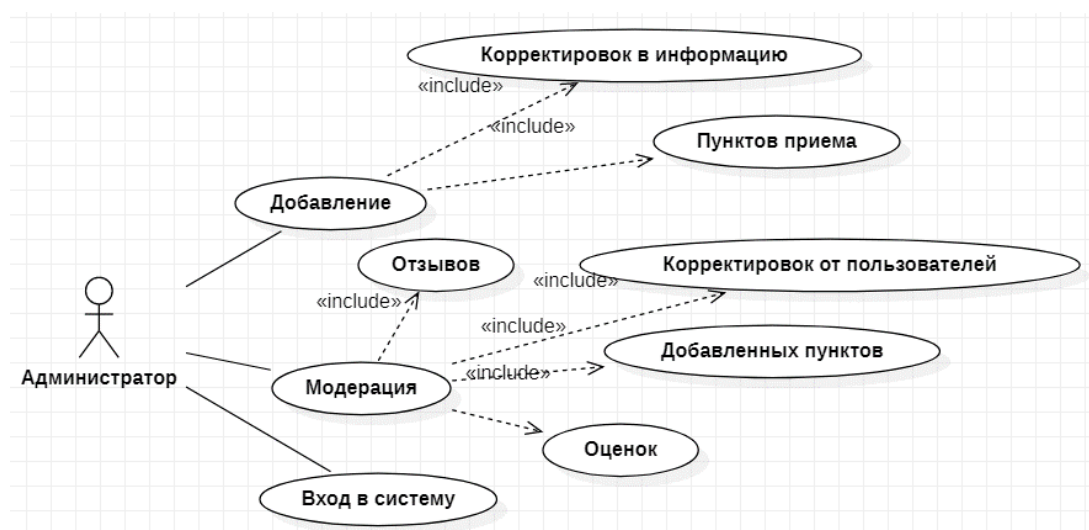 Корректировок в информацию
«include»
«include»
Пунктов приема
Добавление
Отзывов
Корректировок от пользователей
«include»
«include»
«include»
Добавленных пунктов
Администратор
«include»
Модерация
Оценок
Вход в систему